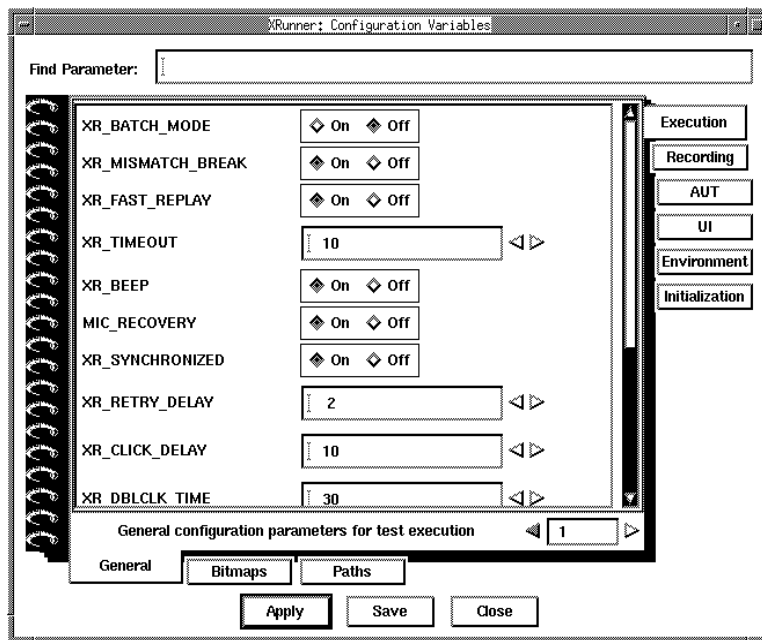 XRunner: Configuration Variables
Find Parameter:
XR_BATCH_MODE On Off
XR_MISMATCH_BREAK On Off
XR_FAST_REPLAY On Off
XR_TIMEOUT 10
XR_BEEP On Off
MIC_RECOVERY On Off
XR_SYNCHRONIZED On Off
XR_RETRY_DELAY 2
XR_CLICK_DELAY 10
XR_DBLCLK_TIME 30
General configuration parameters for test execution 1
Execution
Recording
AUT
UI
Environment
Initialization
General Bitmaps Paths
Apply Save Close